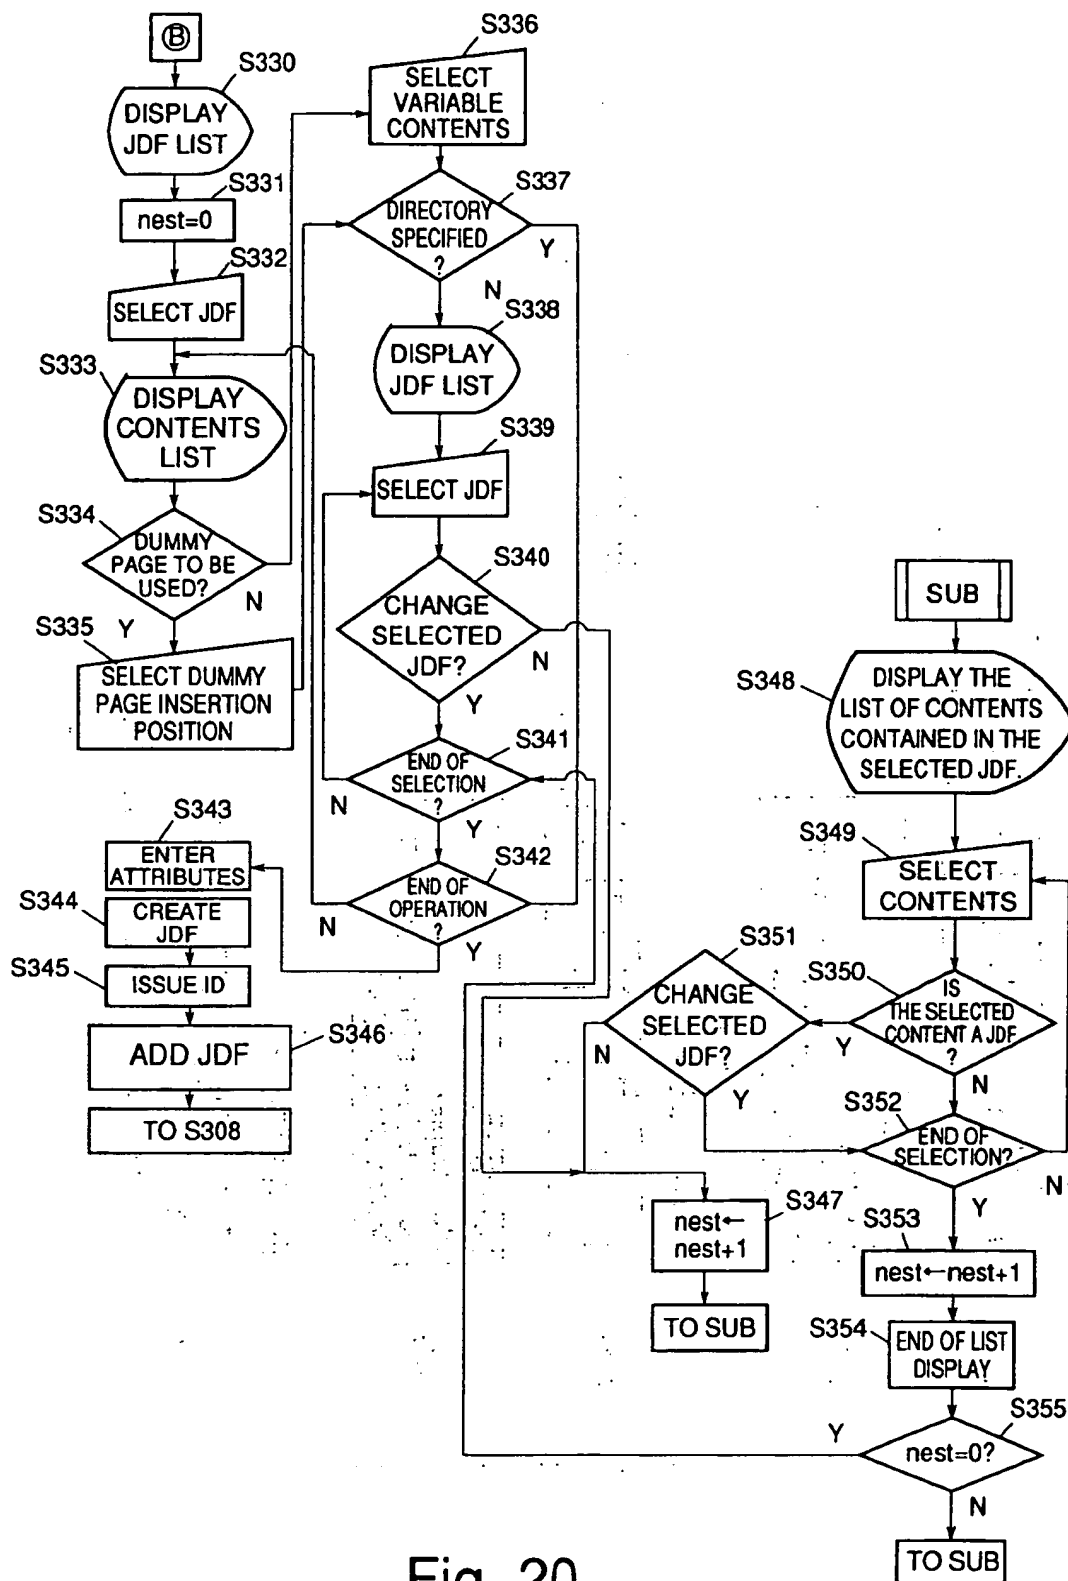 B
S330
DISPLAY
JDF LIST
S331
nest=0
S332
SELECT JDF
S333
DISPLAY
CONTENTS
LIST
S334
DUMMY
PAGE TO BE
USED?
N
Y
S335
SELECT DUMMY
PAGE INSERTION
POSITION
S336
SELECT
VARIABLE
CONTENTS
S337
DIRECTORY
SPECIFIED
?
Y
N
S338
DISPLAY
JDF LIST
S339
SELECT JDF
S340
CHANGE
SELECTED
JDF?
N
Y
S341
END OF
SELECTION
?
N
Y
S342
END OF
OPERATION
?
N
Y
S343
ENTER
ATTRIBUTES
S344
CREATE
JDF
S345
ISSUE ID
S346
ADD JDF
TO S308
S347
nest←
nest+1
TO SUB
SUB
S348
DISPLAY THE
LIST OF CONTENTS
CONTAINED IN THE
SELECTED JDF.
S349
SELECT
CONTENTS
S350
IS
THE SELECTED
CONTENT A JDF
?
Y
N
S351
CHANGE
SELECTED
JDF?
N
Y
S352
END OF
SELECTION?
N
Y
S353
nest←nest+1
S354
END OF LIST
DISPLAY
S355
nest=0?
Y
N
TO SUB
Fig. 20